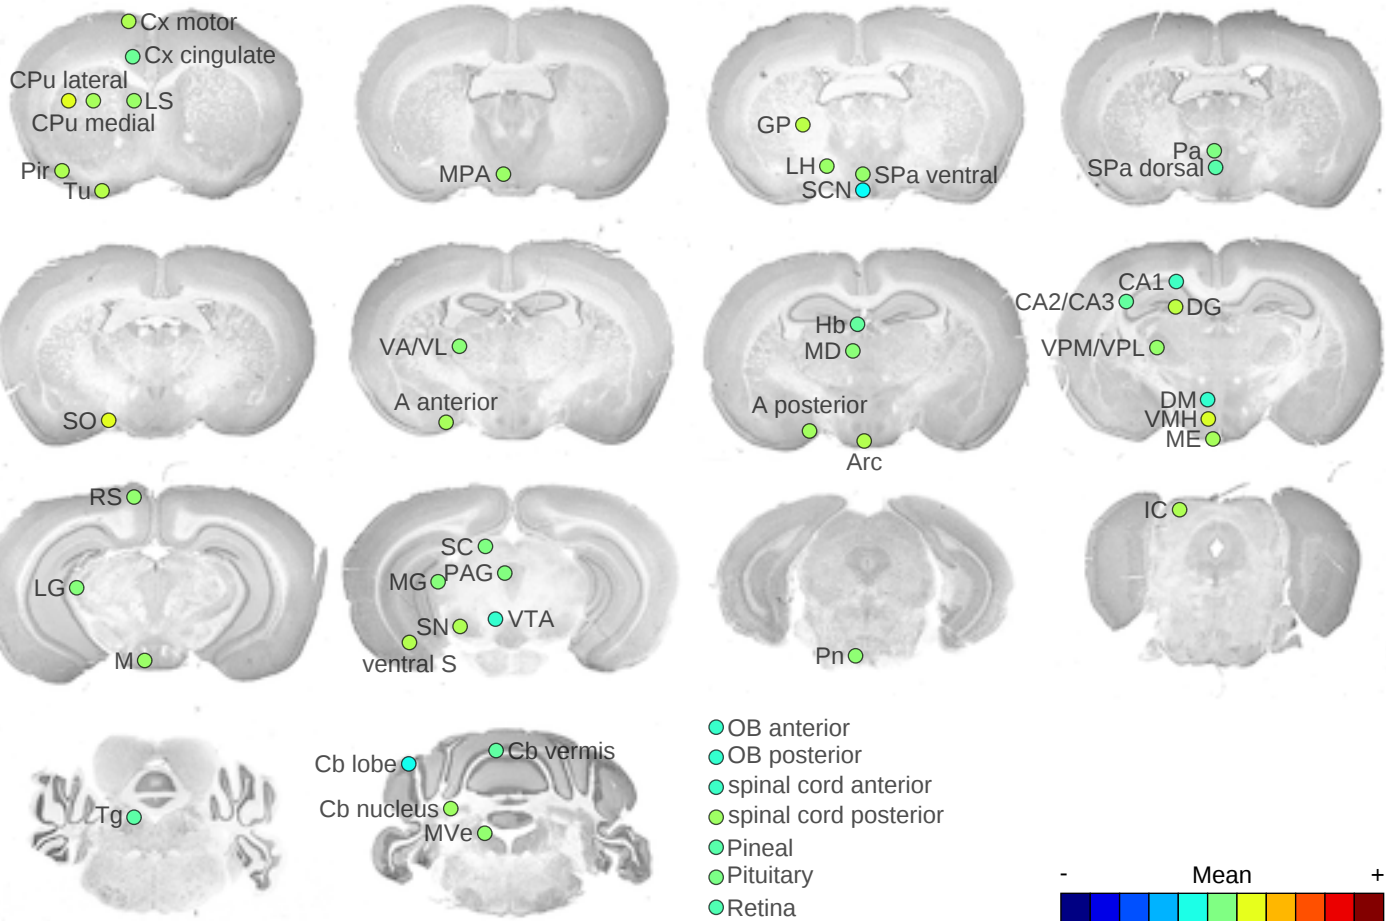 Cx motor
Cx cingulate
CPu lateral
LS
CPu medial
Pir
Tu
MPA
GP
LH
SPa ventral
SCN
Pa
SPa dorsal
SO
VA/VL
A anterior
Hb
MD
A posterior
Arc
CA1
CA2/CA3
DG
VPM/VPL
DM
VMH
ME
RS
LG
M
SC
PAG
MG
VTA
SN
ventral S
Pn
IC
Tg
Cb vermis
Cb lobe
Cb nucleus
MVe
OB anterior
OB posterior
spinal cord anterior
spinal cord posterior
Pineal
Pituitary
Retina
- Mean +